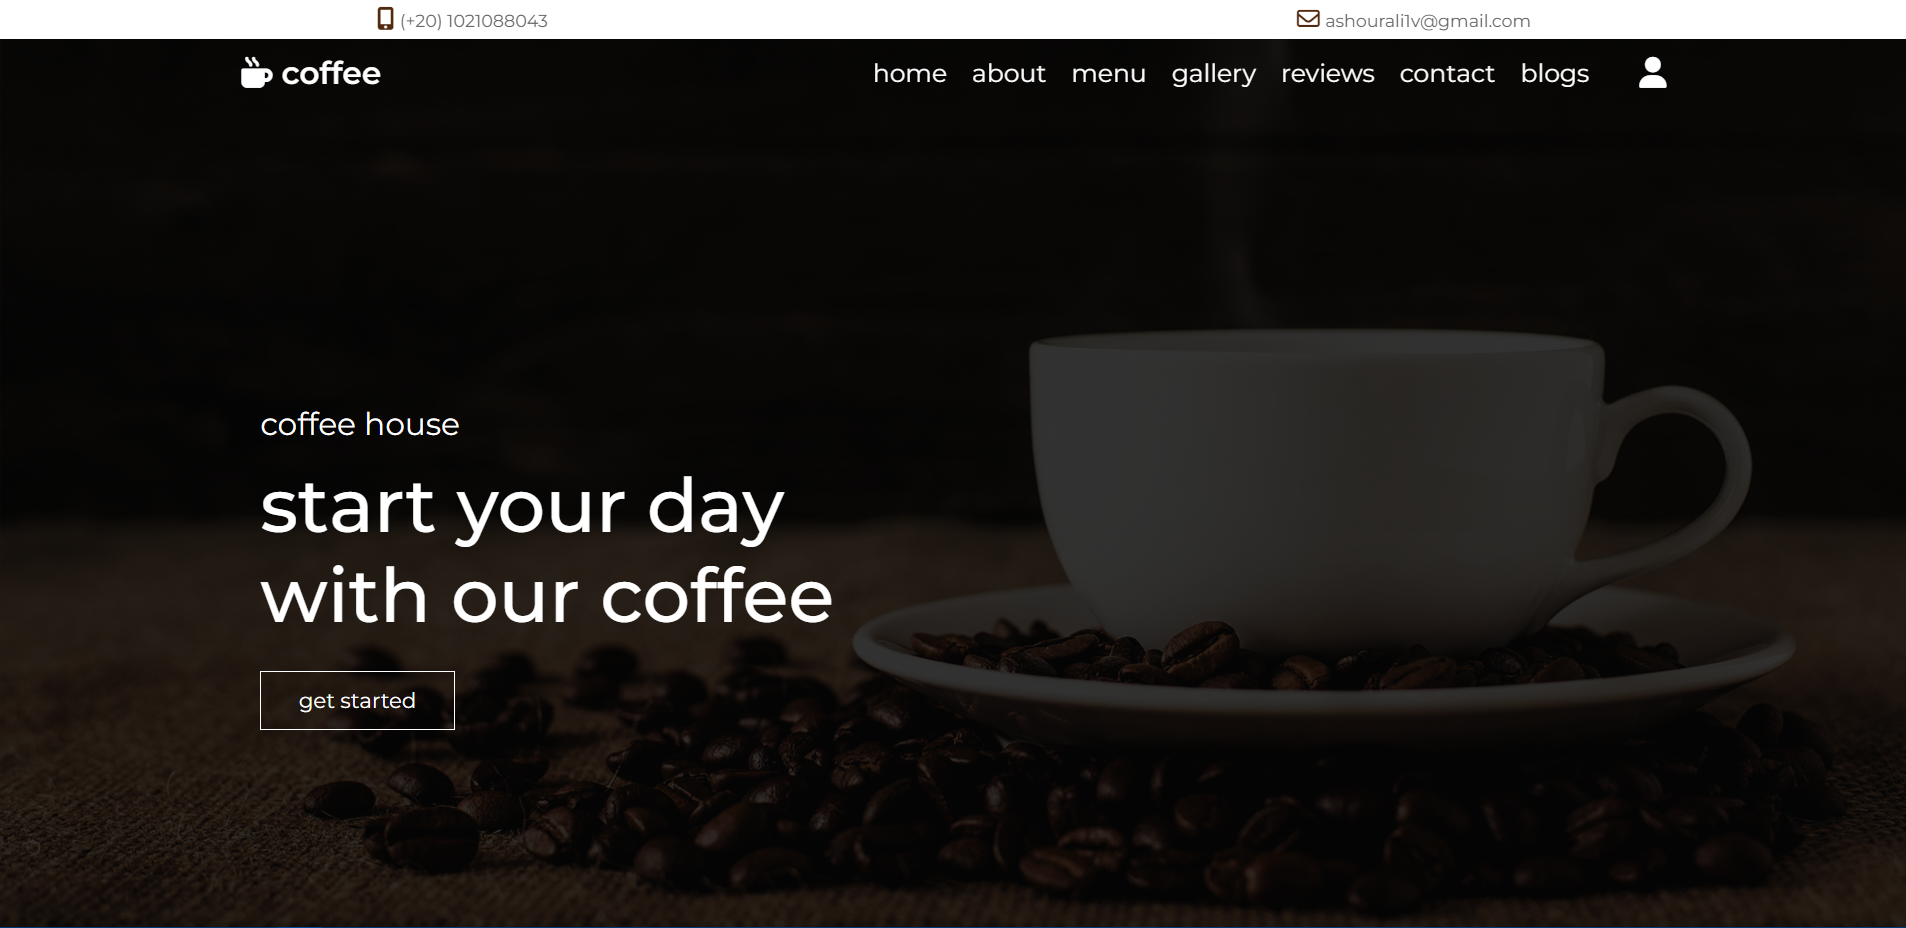 (+20) 1021088043
ashourali1v@gmail.com
coffee
home about menu gallery reviews contact blogs
coffee house
start your day
with our coffee
get started